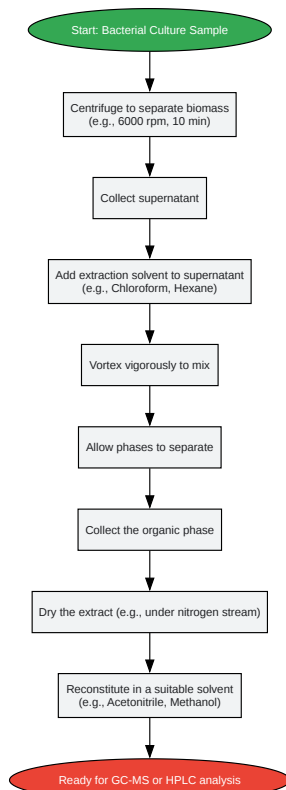 Start: Bacterial Culture Sample
Centrifuge to separate biomass
(e.g., 6000 rpm, 10 min)
Collect supernatant
Add extraction solvent to supernatant
(e.g., Chloroform, Hexane)
Vortex vigorously to mix
Allow phases to separate
Collect the organic phase
Dry the extract (e.g., under nitrogen stream)
Reconstitute in a suitable solvent
(e.g., Acetonitrile, Methanol)
Ready for GC-MS or HPLC analysis